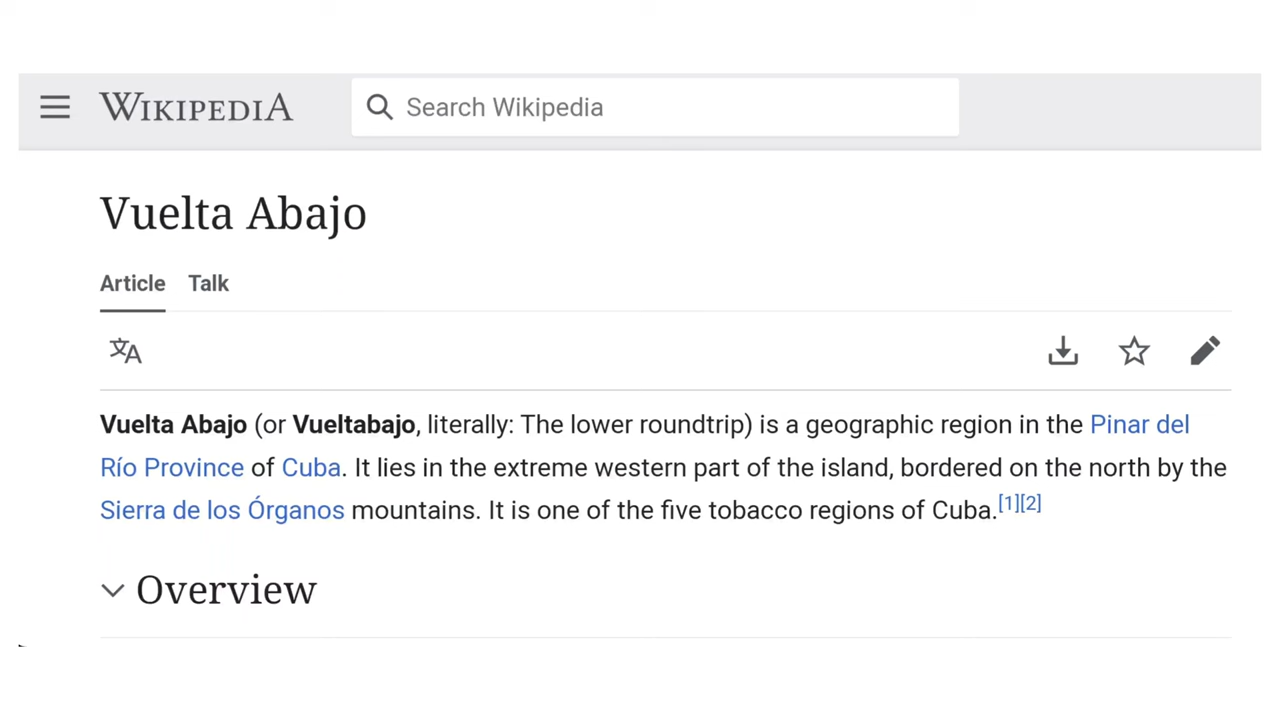 WIKIPEDIA
Search Wikipedia
Vuelta Abajo
Article Talk
文A
Vuelta Abajo (or Vueltabajo, literally: The lower roundtrip) is a geographic region in the Pinar del
Río Province of Cuba. It lies in the extreme western part of the island, bordered on the north by the
Sierra de los Órganos mountains. It is one of the five tobacco regions of Cuba.[1][2]
Overview